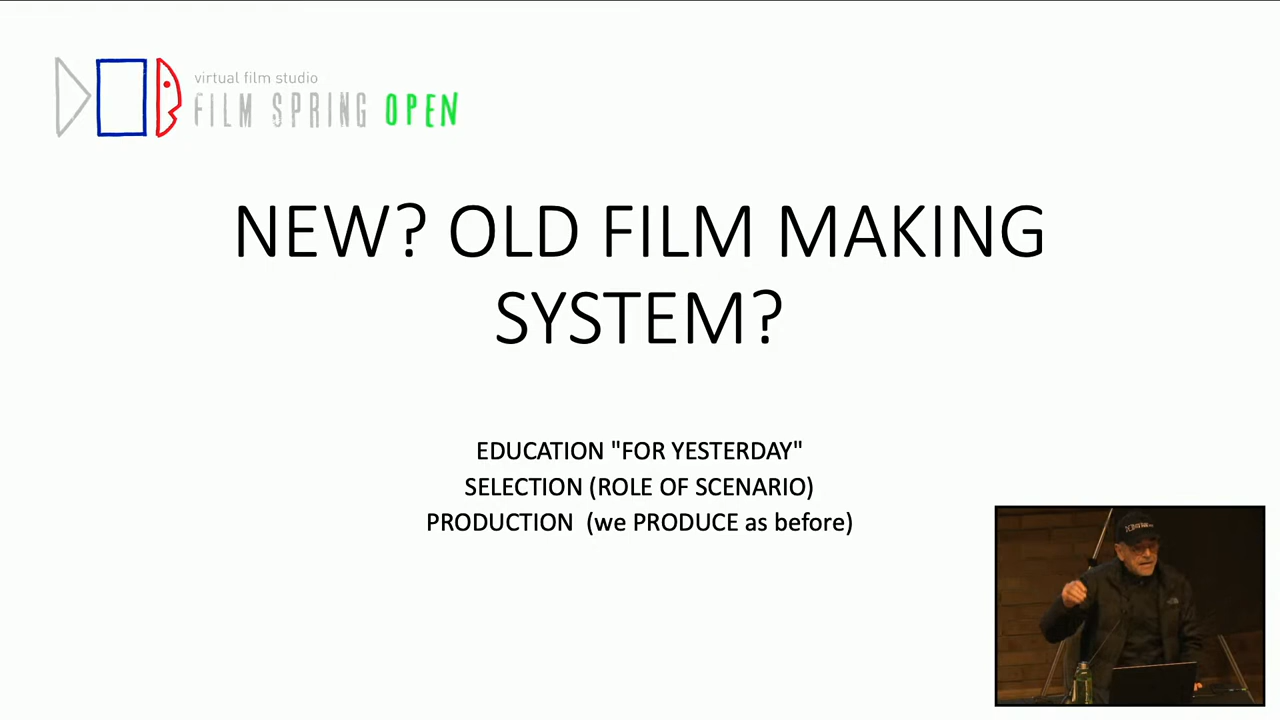 virtual film studio
FILM SPRING OPEN
NEW? OLD FILM MAKING
SYSTEM?
EDUCATION "FOR YESTERDAY"
SELECTION (ROLE OF SCENARIO)
PRODUCTION  (we PRODUCE as before)